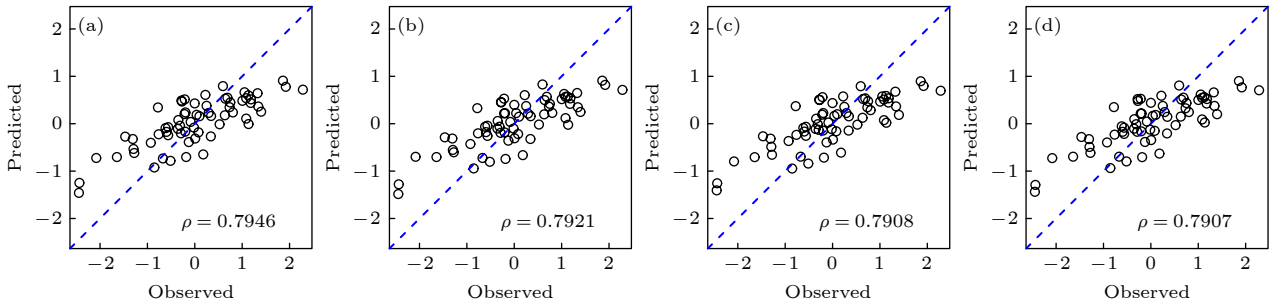 (a)
2
1
0
−1
−2
Predicted
ρ = 0.7946
−2 −1 0 1 2
Observed
(b)
2
1
0
−1
−2
Predicted
ρ = 0.7921
−2 −1 0 1 2
Observed
(c)
2
1
0
−1
−2
Predicted
ρ = 0.7908
−2 −1 0 1 2
Observed
(d)
2
1
0
−1
−2
Predicted
ρ = 0.7907
−2 −1 0 1 2
Observed